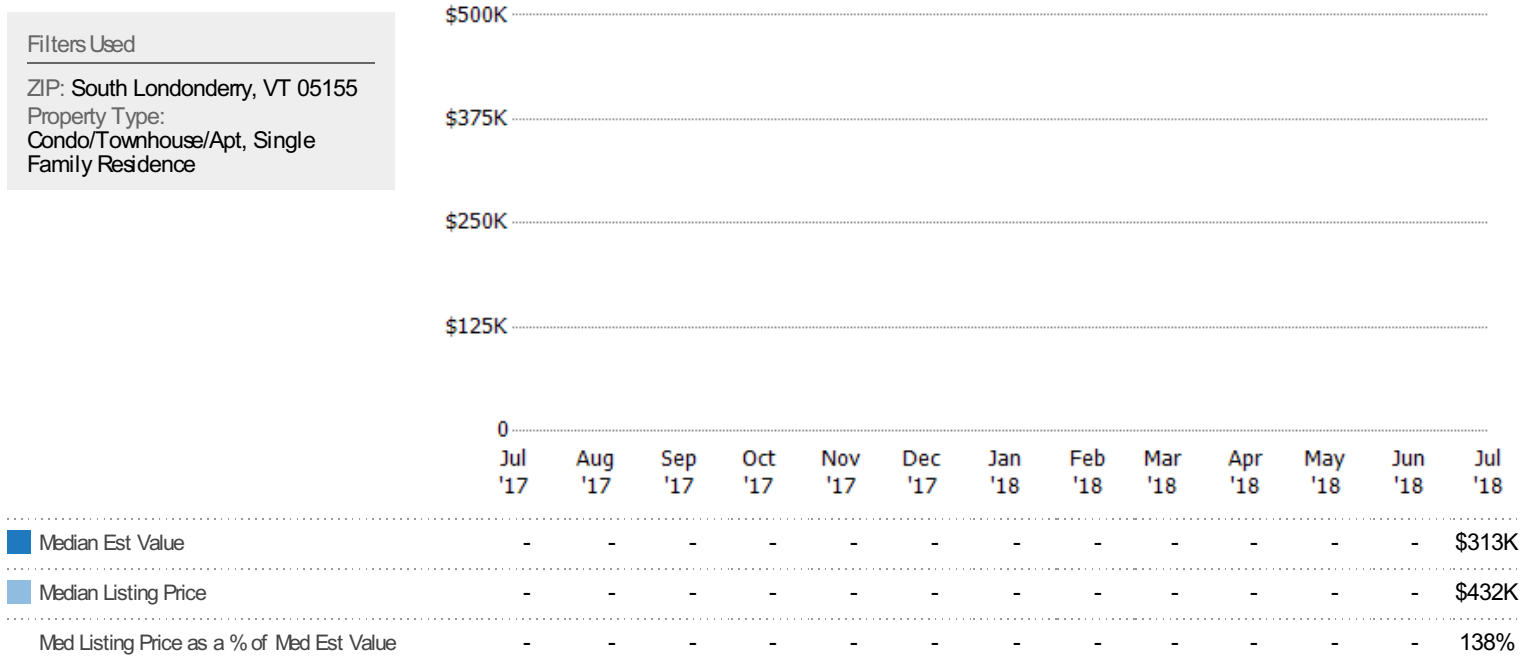 Filters Used
ZIP: South Londonderry, VT 05155
Property Type:
Condo/Townhouse/Apt, Single
Family Residence
$500K
$375K
$250K
$125K
0
Jul Aug Sep Oct Nov Dec Jan Feb Mar Apr May Jun Jul
'17 '17 '17 '17 '17 '17 '18 '18 '18 '18 '18 '18 '18
Median Est Value - - - - - - - - - - - - $313K
Median Listing Price - - - - - - - - - - - - $432K
Med Listing Price as a % of Med Est Value - - - - - - - - - - - - 138%